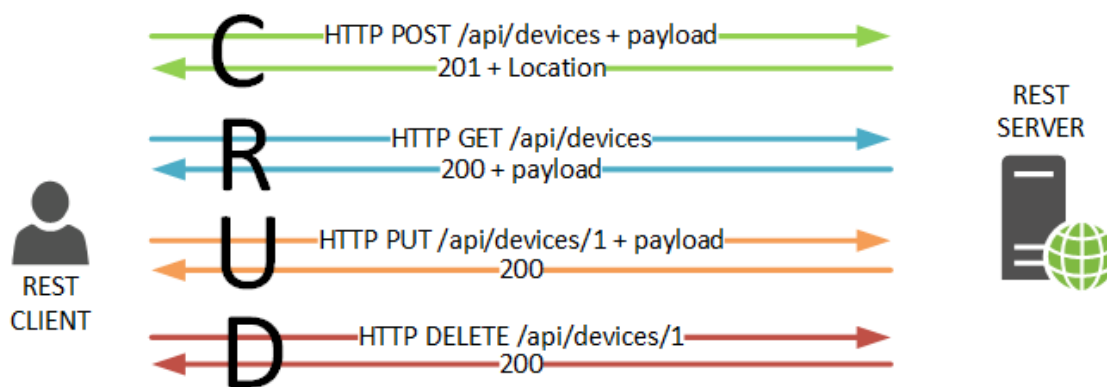 C
HTTP POST /api/devices + payload
201 + Location
R
HTTP GET /api/devices
200 + payload
U
HTTP PUT /api/devices/1 + payload
200
D
HTTP DELETE /api/devices/1
200
REST
CLIENT
REST
SERVER